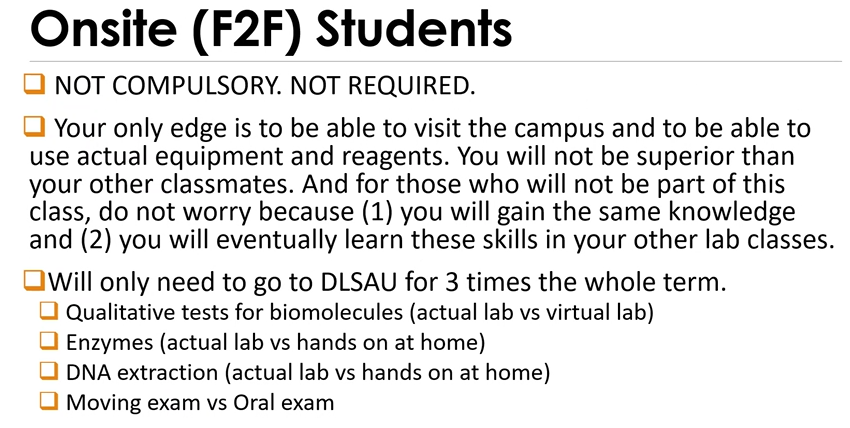 Onsite (F2F) Students
NOT COMPULSORY. NOT REQUIRED.
Your only edge is to be able to visit the campus and to be able to
use actual equipment and reagents. You will not be superior than
your other classmates. And for those who will not be part of this
class, do not worry because (1) you will gain the same knowledge
and (2) you will eventually learn these skills in your other lab classes.
Will only need to go to DLSAU for 3 times the whole term.
Qualitative tests for biomolecules (actual lab vs virtual lab)
Enzymes (actual lab vs hands on at home)
DNA extraction (actual lab vs hands on at home)
Moving exam vs Oral exam